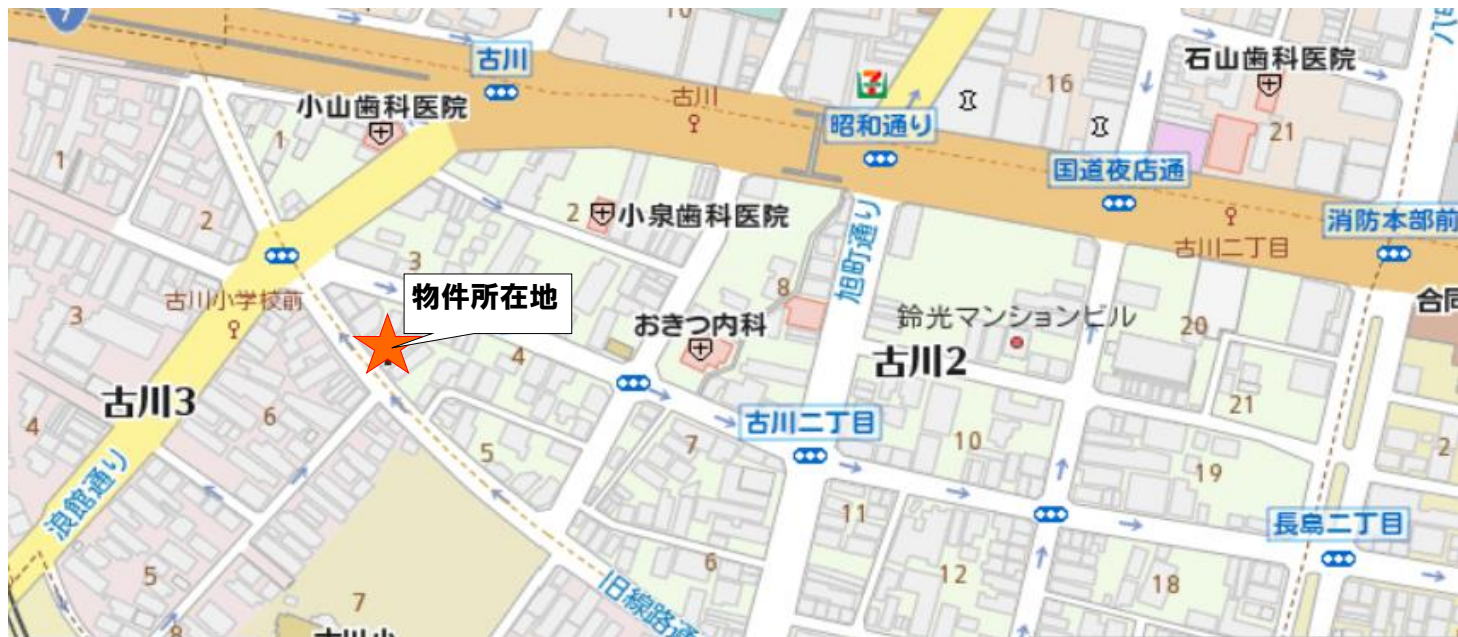 7
10
古川
小山歯科医院
古川
昭和通り
16
石山歯科医院
21
国道夜店通
1
1
2
2
小泉歯科医院
旭町通り
古川二丁目
消防本部前
3
物件所在地
8
古川小学校前
3
4
おきつ内科
鈴光マンションビル
20
合同
古川2
古川3
6
4
5
7
古川二丁目
10
21
2
19
浪館通り
11
長島二丁目
5
7
6
12
18
旧線路通
8
古川小